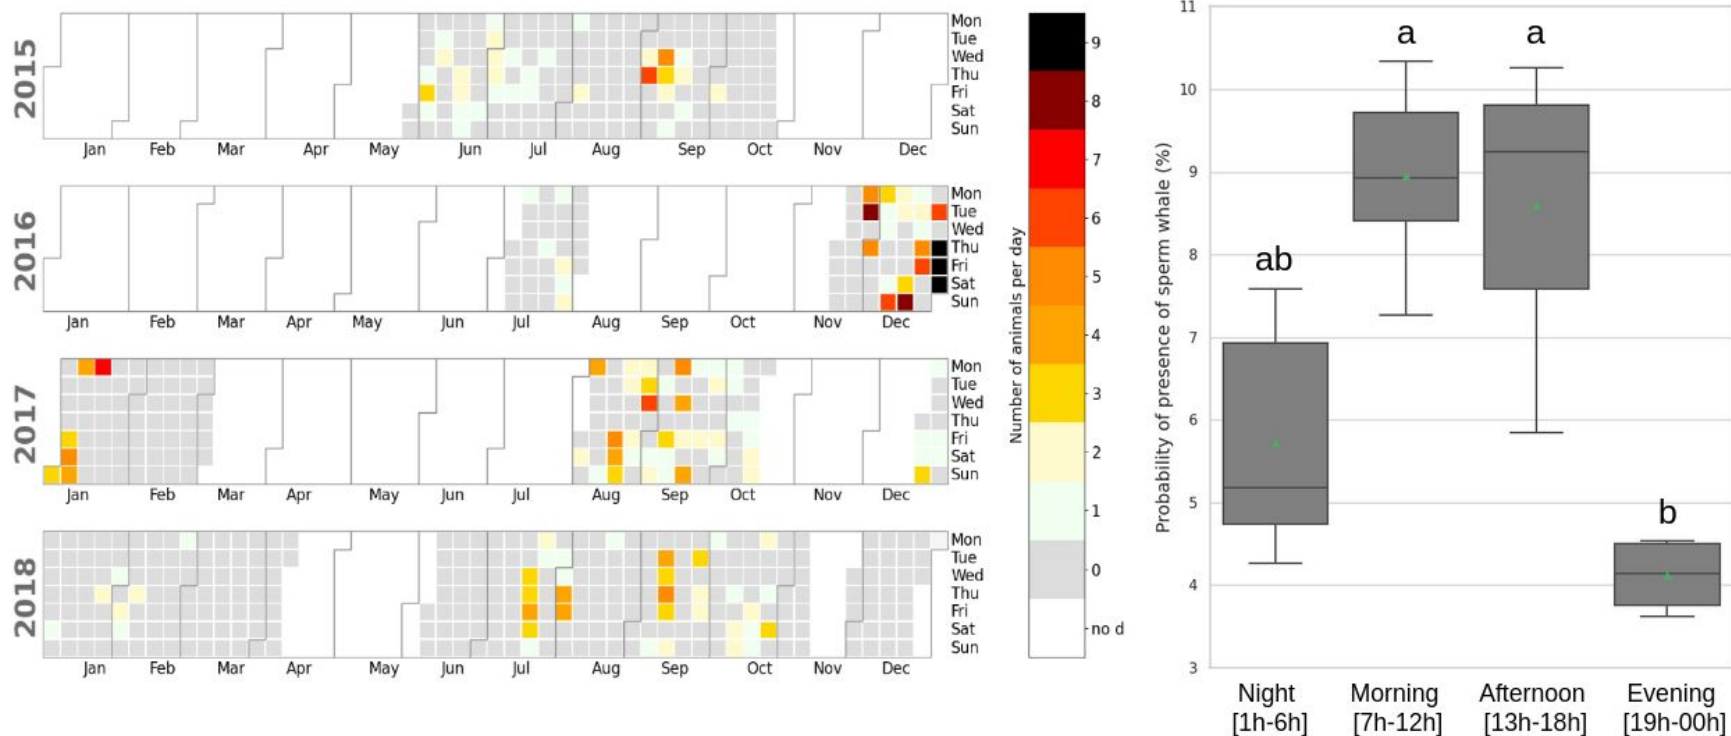 2015
Mon
Tue
Wed
Thu
Fri
Sat
Sun
Jan Feb Mar Apr May Jun Jul Aug Sep Oct Nov Dec
2016
Mon
Tue
Wed
Thu
Fri
Sat
Sun
Jan Feb Mar Apr May Jun Jul Aug Sep Oct Nov Dec
2017
Mon
Tue
Wed
Thu
Fri
Sat
Sun
Jan Feb Mar Apr May Jun Jul Aug Sep Oct Nov Dec
2018
Mon
Tue
Wed
Thu
Fri
Sat
Sun
Jan Feb Mar Apr May Jun Jul Aug Sep Oct Nov Dec
Number of animals per day
9
8
7
6
5
4
3
2
1
0
no d
Probability of presence of sperm whale (%)
11
10
9
8
7
6
5
4
3
ab
a
a
b
Night Morning Afternoon Evening
[1h-6h] [7h-12h] [13h-18h] [19h-00h]